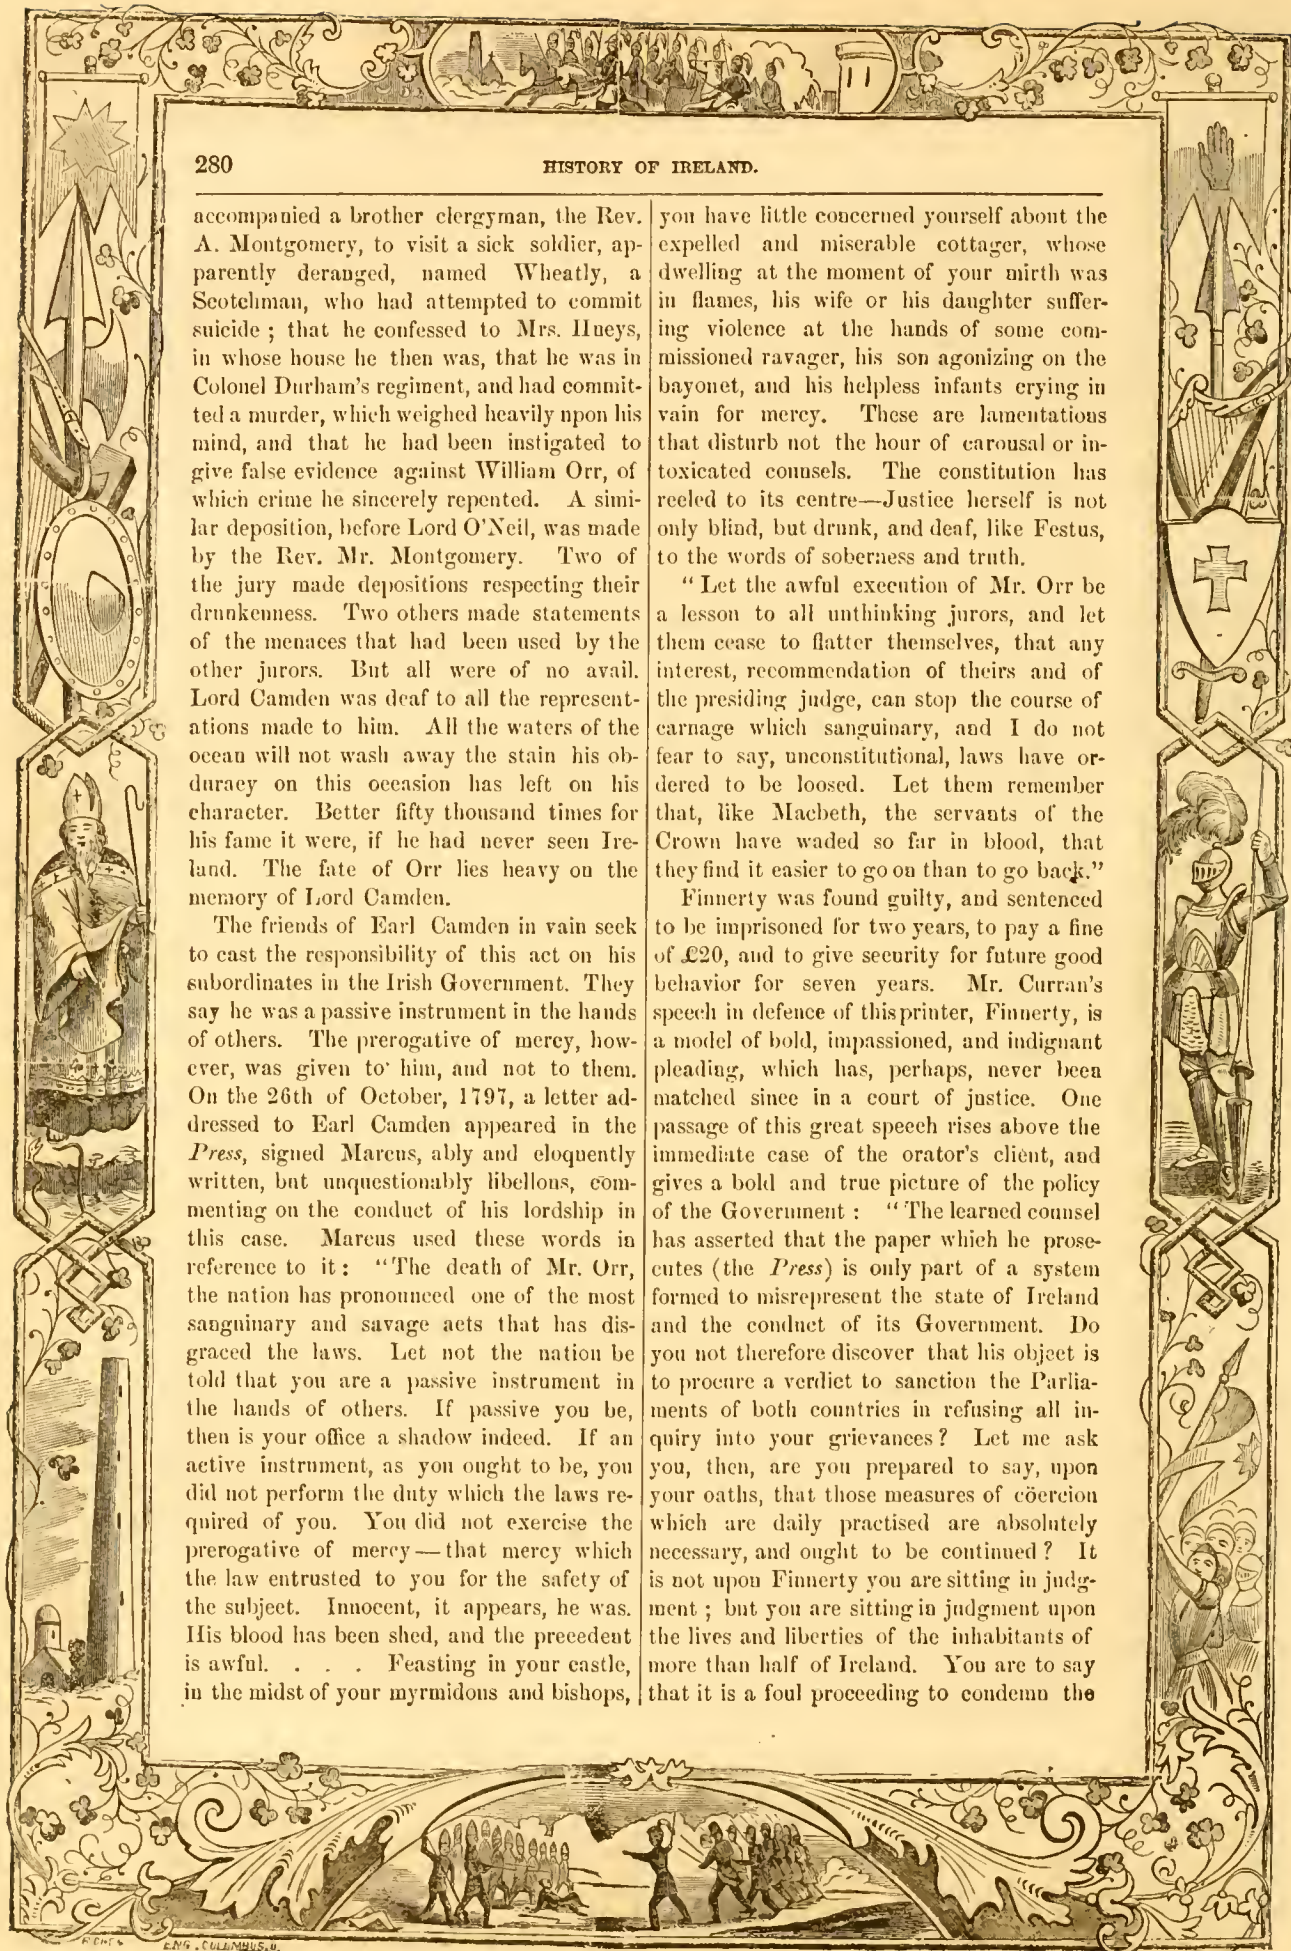 280
HISTORY OF IRELAND.
accompanied a brother clergyman, the Rev.
A. Montgomery, to visit a sick soldier, ap-
parently deranged, named Wheatly, a
Scotchman, who had attempted to commit
suicide ; that he confessed to Mrs. Hueys,
in whose house he then was, that he was in
Colonel Durham's regiment, and had commit-
ted a murder, which weighed heavily upon his
mind, and that he had been instigated to
give false evidence against William Orr, of
which crime he sincerely repented. A simi-
lar deposition, before Lord O'Neil, was made
by the Rev. Mr. Montgomery. Two of
the jury made depositions respecting their
drunkenness. Two others made statements
of the menaces that had been used by the
other jurors. But all were of no avail.
Lord Camden was deaf to all the represent-
ations made to him. All the waters of the
ocean will not wash away the stain his ob-
duracy on this occasion has left on his
character. Better fifty thousand times for
his fame it were, if he had never seen Ire-
land. The fate of Orr lies heavy on the
memory of Lord Camden.
The friends of Earl Camden in vain seek
to cast the responsibility of this act on his
subordinates in the Irish Government. They
say he was a passive instrument in the hands
of others. The prerogative of mercy, how-
ever, was given to him, and not to them.
On the 26th of October, 1797, a letter ad-
dressed to Earl Camden appeared in the
Press, signed Marcus, ably and eloquently
written, but unquestionably libellous, com-
menting on the conduct of his lordship in
this case. Marcus used these words in
reference to it : "The death of Mr. Orr,
the nation has pronounced one of the most
sanguinary and savage acts that has dis-
graced the laws. Let not the nation be
told that you are a passive instrument in
the hands of others. If passive you be,
then is your office a shadow indeed. If an
active instrument, as you ought to be, you
did not perform the duty which the laws re-
quired of you. You did not exercise the
prerogative of mercy — that mercy which
the law entrusted to you for the safety of
the subject. Innocent, it appears, he was.
His blood has been shed, and the precedent
is awful. . . . Feasting in your castle,
in the midst of your myrmidons and bishops,
you have little concerned yourself about the
expelled and miserable cottager, whose
dwelling at the moment of your mirth was
in flames, his wife or his daughter suffer-
ing violence at the hands of some com-
missioned ravager, his son agonizing on the
bayonet, and his helpless infants crying in
vain for mercy. These are lamentations
that disturb not the hour of carousal or in-
toxicated counsels. The constitution has
reeled to its centre—Justice herself is not
only blind, but drunk, and deaf, like Festus,
to the words of soberness and truth.
"Let the awful execution of Mr. Orr be
a lesson to all unthinking jurors, and let
them cease to flatter themselves, that any
interest, recommendation of theirs and of
the presiding judge, can stop the course of
carnage which sanguinary, and I do not
fear to say, unconstitutional, laws have or-
dered to be loosed. Let them remember
that, like Macbeth, the servants of the
Crown have waded so far in blood, that
they find it easier to go on than to go back."
Finnerty was found guilty, and sentenced
to be imprisoned for two years, to pay a fine
of £20, and to give security for future good
behavior for seven years. Mr. Curran's
speech in defence of this printer, Finnerty, is
a model of bold, impassioned, and indignant
pleading, which has, perhaps, never been
matched since in a court of justice. One
passage of this great speech rises above the
immediate case of the orator's client, and
gives a bold and true picture of the policy
of the Government : "The learned counsel
has asserted that the paper which he prose-
cutes (the Press) is only part of a system
formed to misrepresent the state of Ireland
and the conduct of its Government. Do
you not therefore discover that his object is
to procure a verdict to sanction the Parlia-
ments of both countries in refusing all in-
quiry into your grievances ? Let me ask
you, then, are you prepared to say, upon
your oaths, that those measures of cöercion
which are daily practised are absolutely
necessary, and ought to be continued ? It
is not upon Finnerty you are sitting in judg-
ment ; but you are sitting in judgment upon
the lives and liberties of the inhabitants of
more than half of Ireland. You are to say
that it is a foul proceeding to condemn the
ENG. COLUMBUS. O.